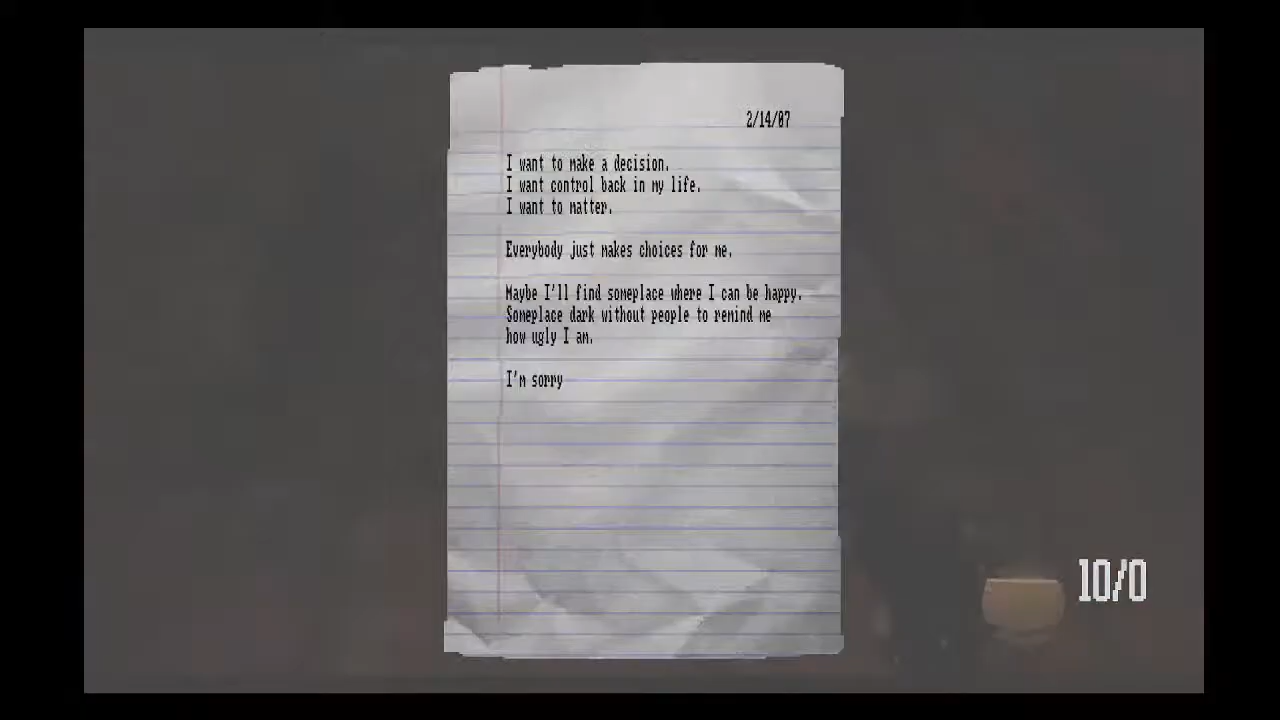 2/14/07
I want to make a decision.
I want control back in my life.
I want to matter.
Everybody just makes choices for me.
Maybe I'll find someplace where I can be happy.
Someplace dark without people to remind me
how ugly I am.
I'm sorry
10/0